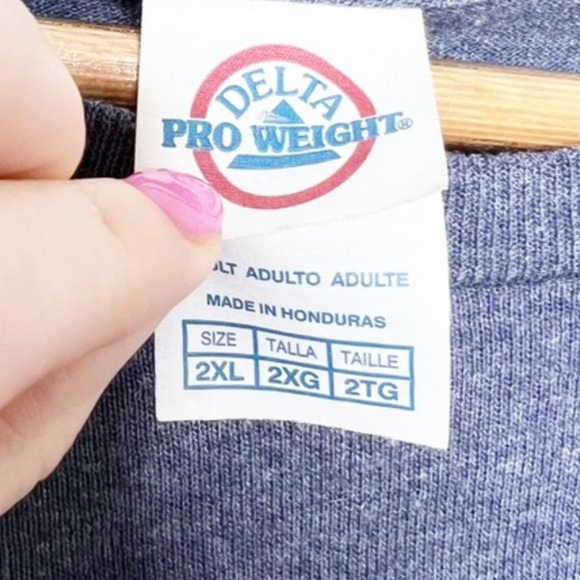 DELTA
PRO WEIGHT®
ADULTO ADULTE
MADE IN HONDURAS
SIZE TALLA TAILLE
2XL 2XG 2TG